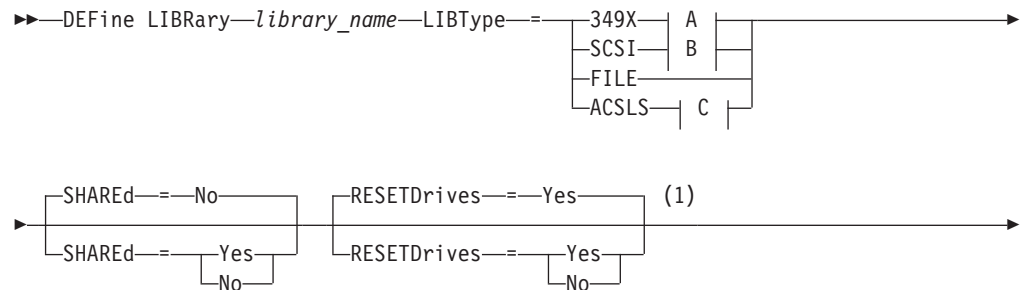 DEFine LIBRary library_name LIBType = 349X A
SCSI B
FILE
ACSLS C
SHAREd = No RESETDrives = Yes (1)
SHAREd = Yes RESETDrives = Yes
No No